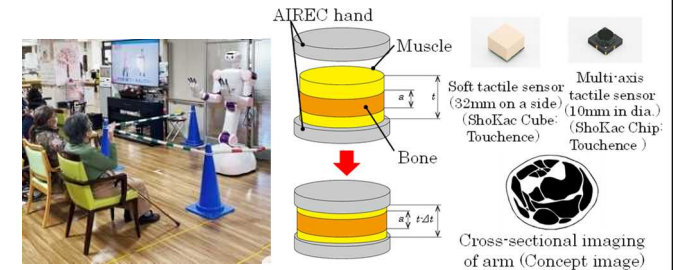 AIREC hand
Muscle
a
t
Bone
a
t-Δt
Soft tactile sensor
(32mm on a side)
(ShoKac Cube:
Touchence)
Multi-axis
tactile sensor
(10mm in dia.)
(ShoKac Chip:
Touchence )
Cross-sectional imaging
of arm (Concept image)